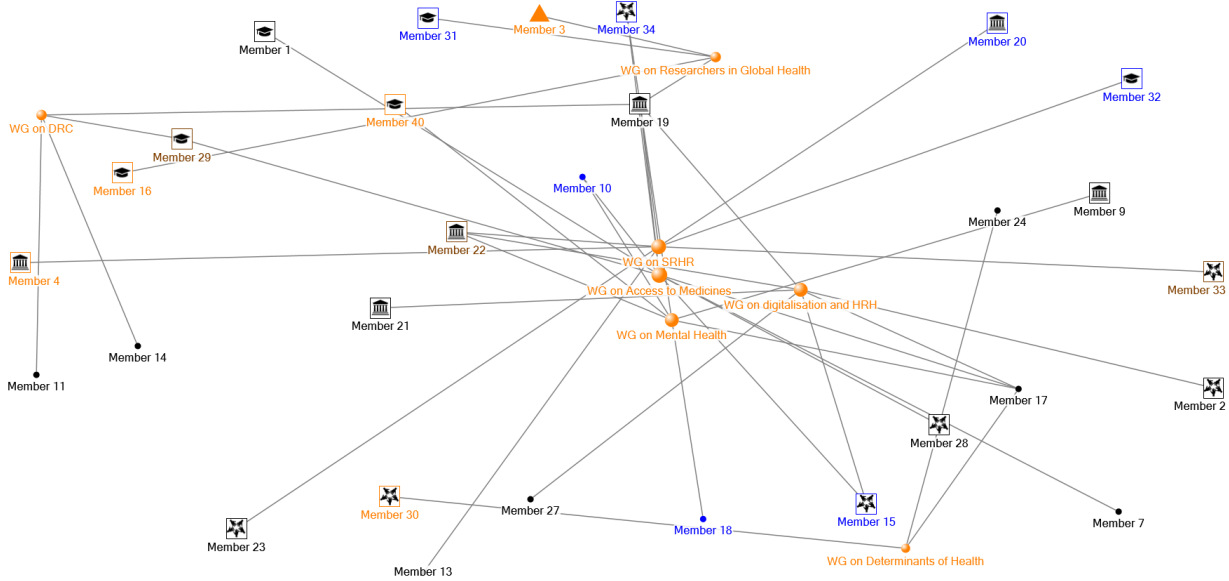 Member 1
Member 31
Member 3
Member 34
Member 20
WG on Researchers in Global Health
Member 32
Member 40
Member 19
WG on DRC
Member 29
Member 16
Member 10
Member 9
Member 24
Member 22
WG on SRHR
Member 4
WG on Access to Medicines
Member 33
WG on digitalisation and HRH
Member 21
WG on Mental Health
Member 14
Member 11
Member 17
Member 2
Member 28
Member 30
Member 27
Member 15
Member 7
Member 18
Member 23
WG on Determinants of Health
Member 13